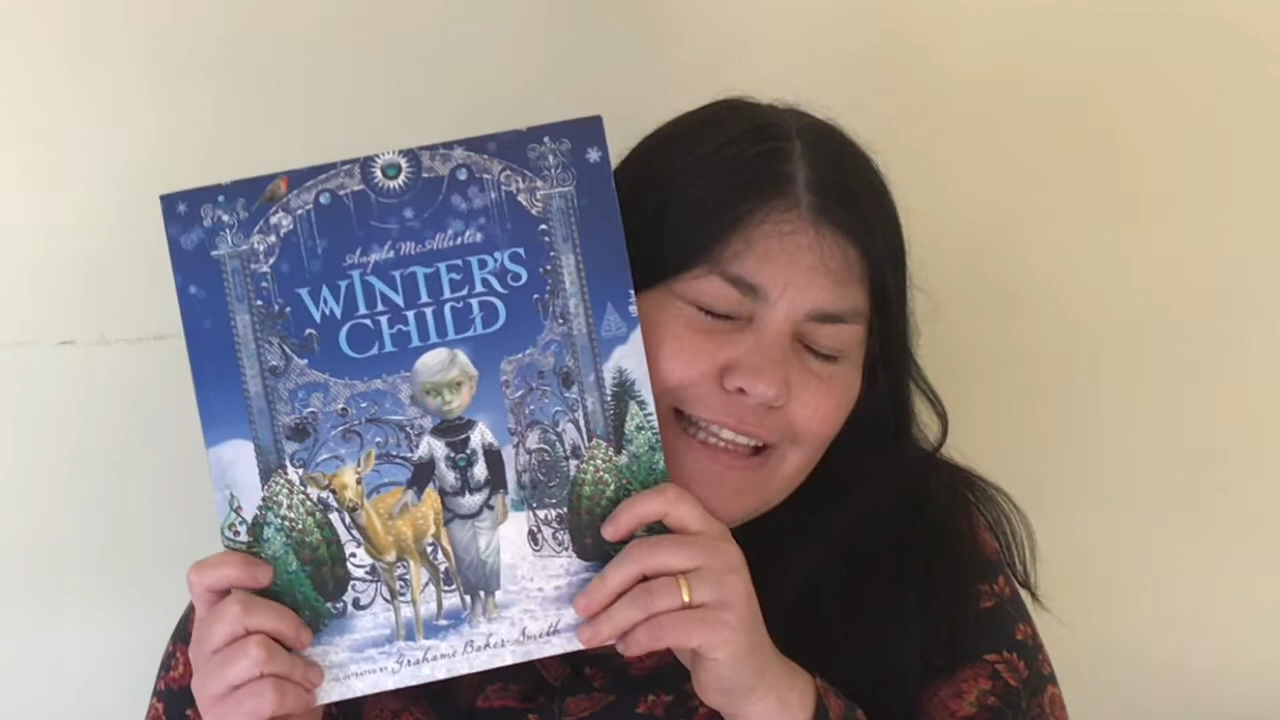 Angela McAllister
WINTER'S
CHILD
ILLUSTRATED BY Grahame Baker-Smith